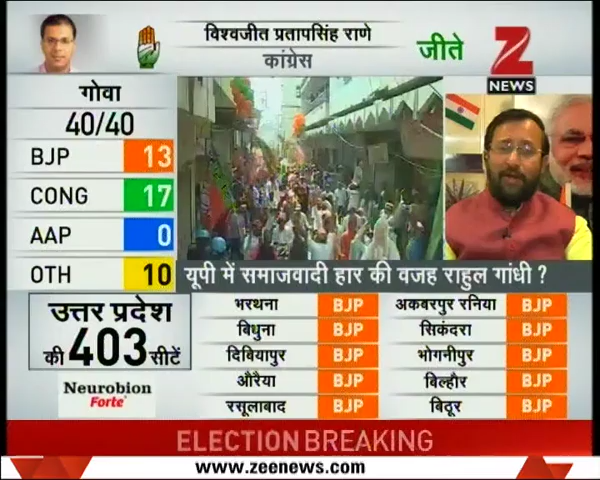 विश्वजीत प्रतापसिंह राणे
कांग्रेस
जीते
Z
NEWS
गोवा
40/40
BJP 13
CONG 17
AAP 0
OTH 10
यूपी में समाजवादी हार की वजह राहुल गांधी ?
उत्तर प्रदेश
की 403 सीटें
Neurobion
Forte
भरथना BJP
बिधुना BJP
दिबियापुर BJP
औरैया BJP
रसूलाबाद BJP
अकबरपुर रनिया BJP
सिकंदरा BJP
भोगनीपुर BJP
बिल्हौर BJP
बिठूर BJP
ELECTION BREAKING
www.zeenews.com